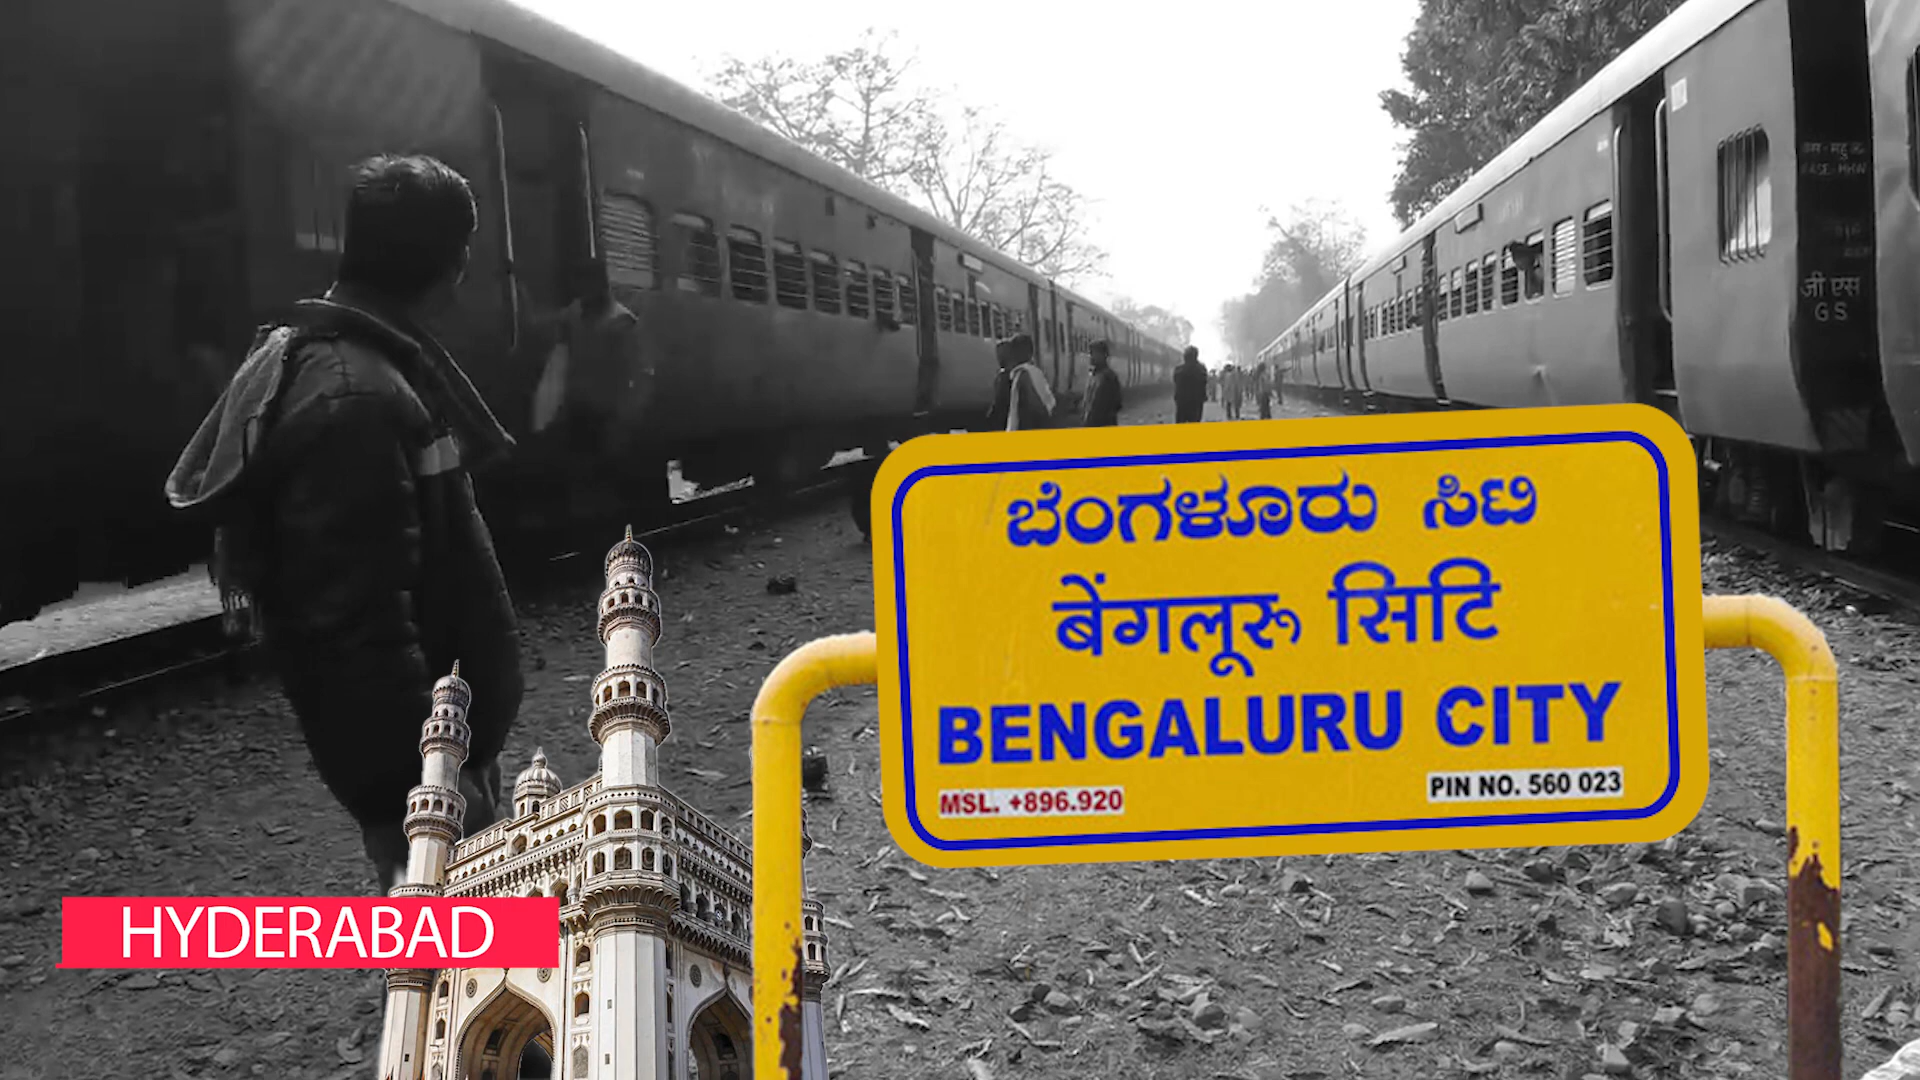 ಬೆಂಗಳೂರು ಸಿಟಿ
बेंगलूरू सिटि
BENGALURU CITY
MSL. +896.920
PIN NO. 560 023
HYDERABAD
जी एस
G S